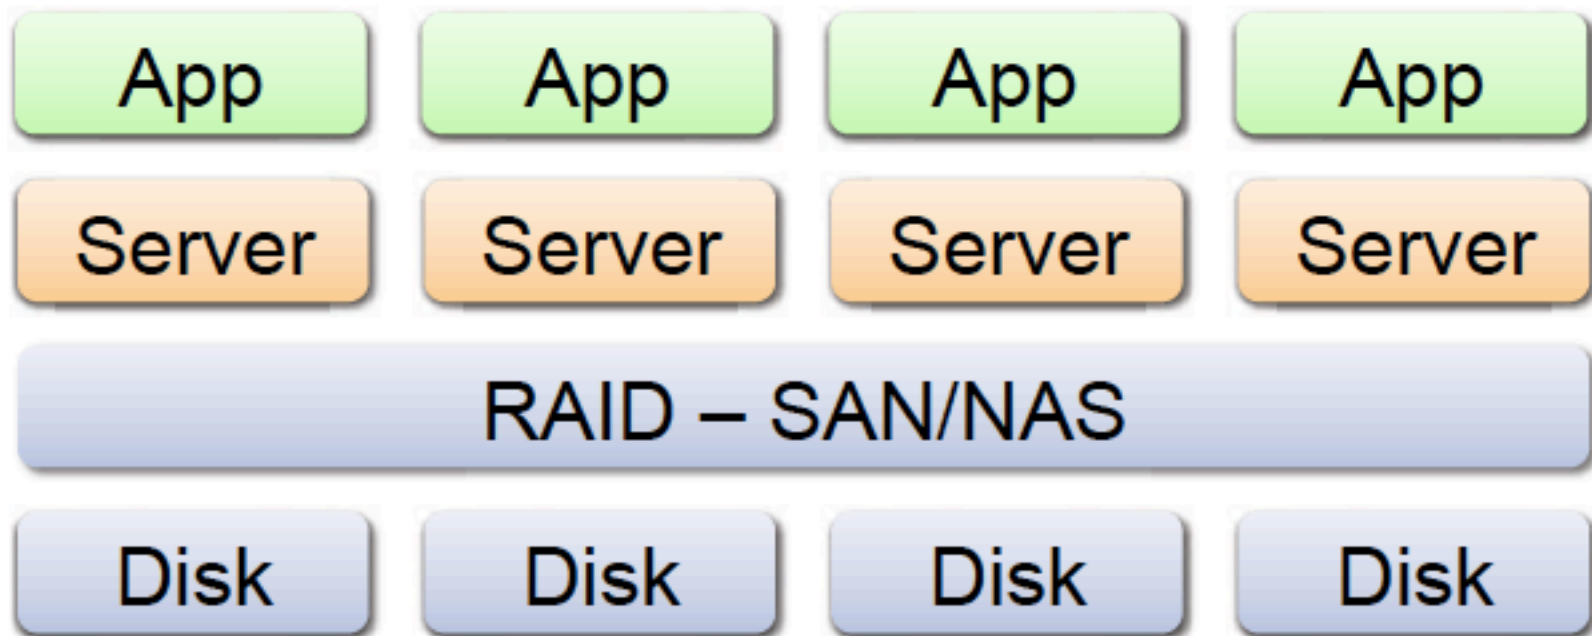 App App App App
Server Server Server Server
RAID – SAN/NAS
Disk Disk Disk Disk